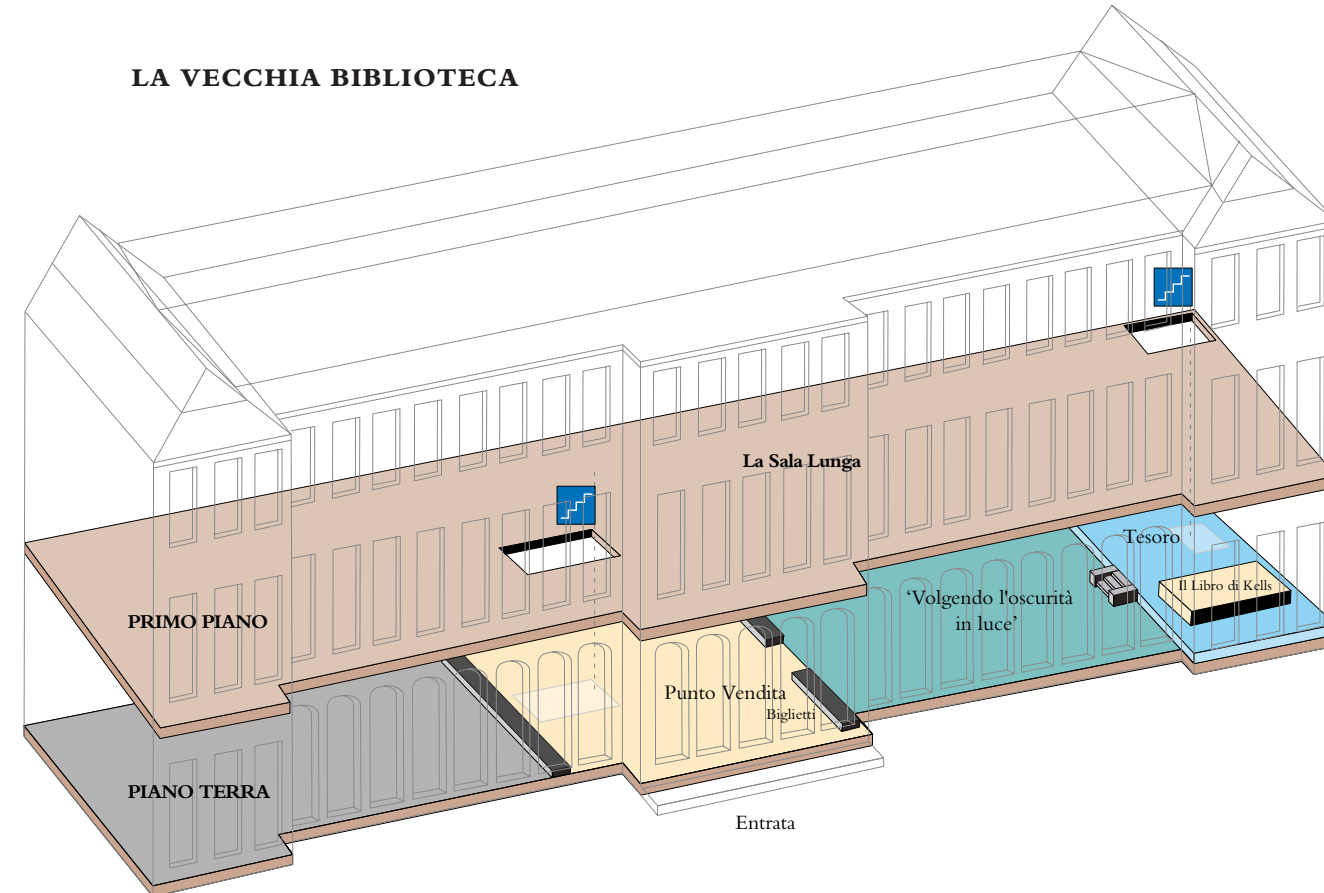 LA VECCHIA BIBLIOTECA
La Sala Lunga
Tesoro
Il Libro di Kells
‘Volgendo l'oscurità
in luce’
PRIMO PIANO
Punto Vendita
Biglietti
PIANO TERRA
Entrata